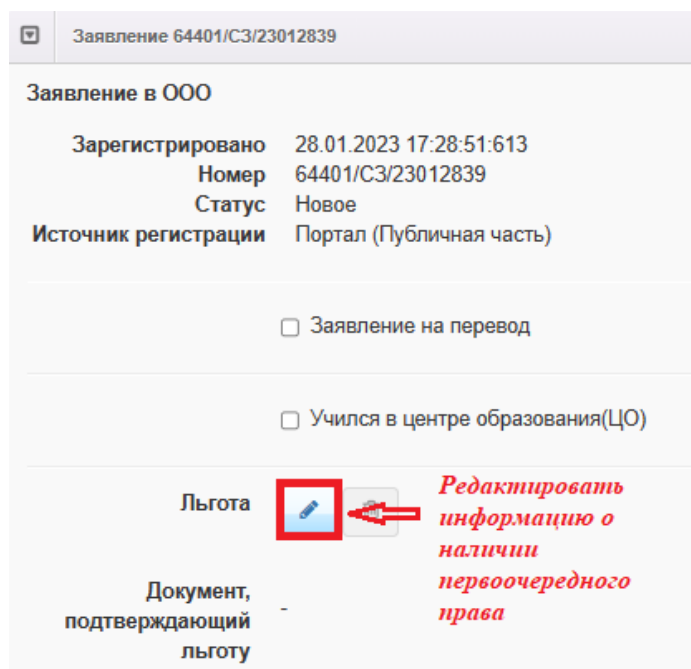 Заявление 64401/СЗ/23012839
Заявление в ООО
Зарегистрировано 28.01.2023 17:28:51:613
Номер 64401/СЗ/23012839
Статус Новое
Источник регистрации Портал (Публичная часть)
Заявление на перевод
Учился в центре образования(ЦО)
Льгота
Редактировать
информацию о
наличии
первоочередного
права
Документ,
подтверждающий -
льготу